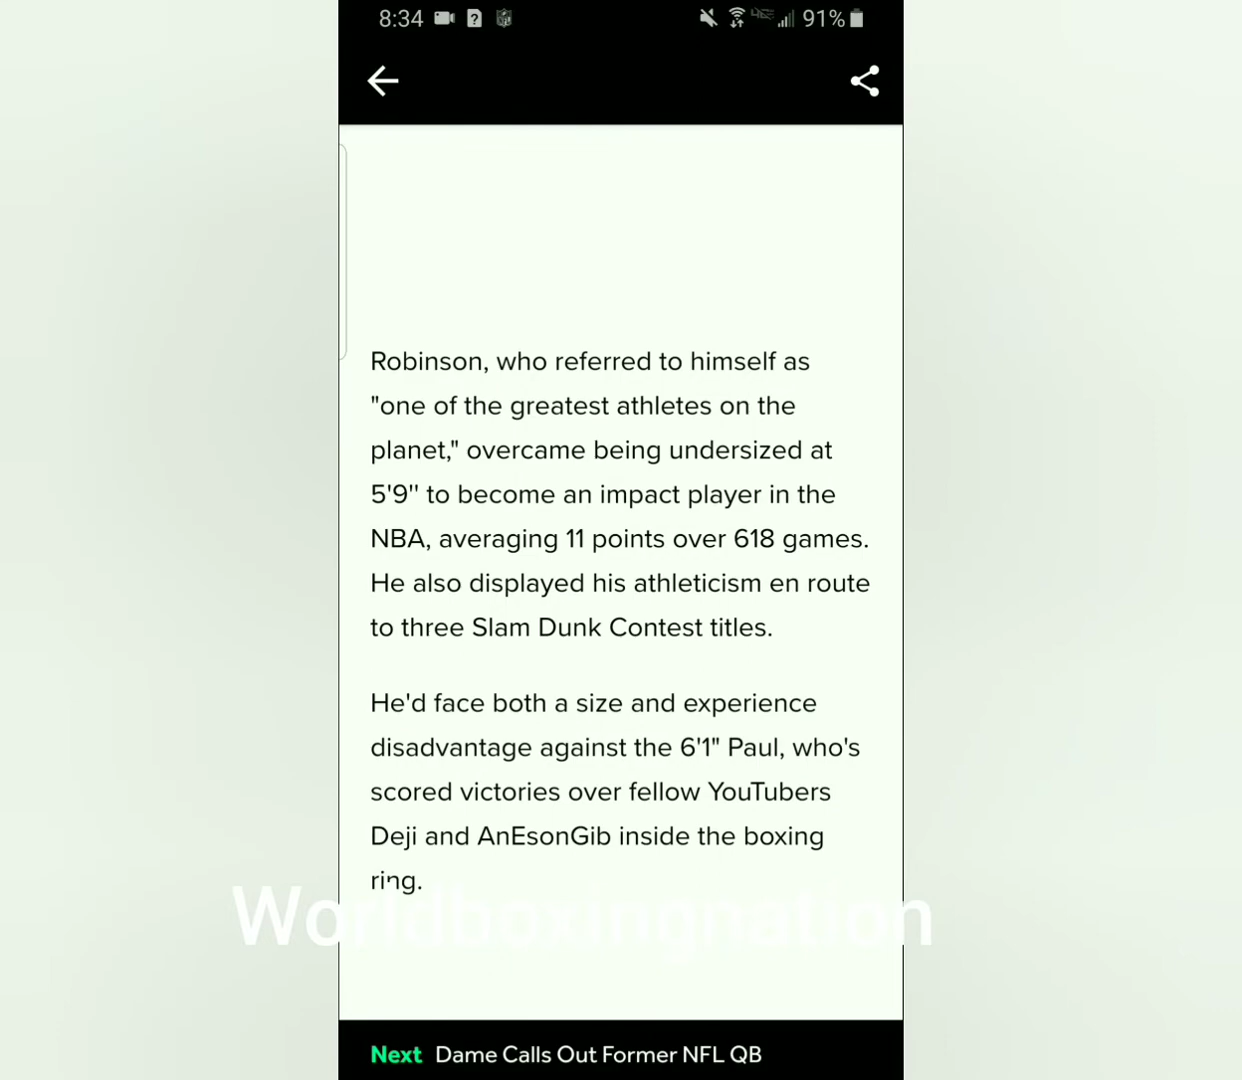 8:34
91%
Robinson, who referred to himself as
"one of the greatest athletes on the
planet," overcame being undersized at
5'9'' to become an impact player in the
NBA, averaging 11 points over 618 games.
He also displayed his athleticism en route
to three Slam Dunk Contest titles.
He'd face both a size and experience
disadvantage against the 6'1" Paul, who's
scored victories over fellow YouTubers
Deji and AnEsonGib inside the boxing
ring.
Worldboxingnation
Next Dame Calls Out Former NFL QB